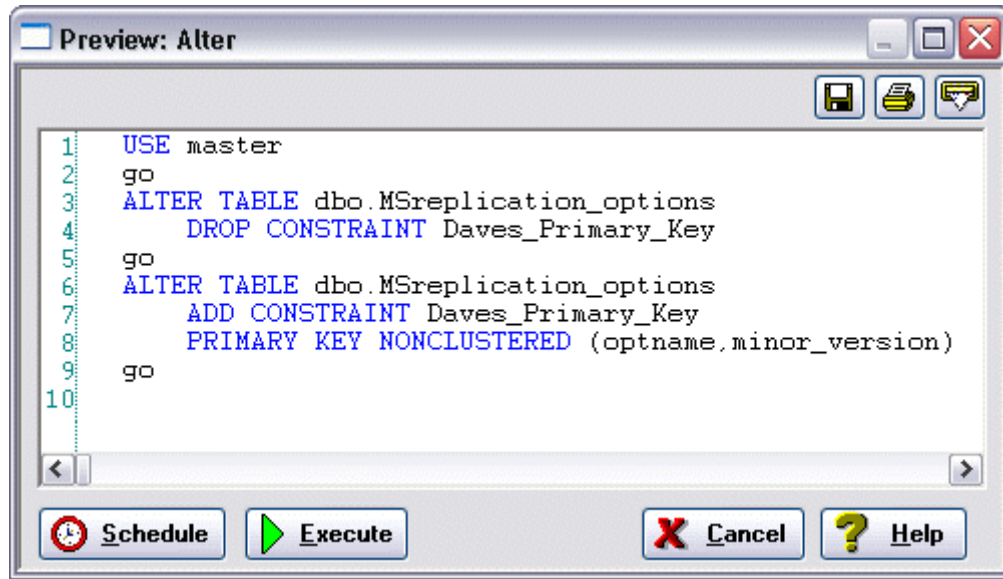 Preview: Alter
1 USE master
2 go
3 ALTER TABLE dbo.MSreplication_options
4 DROP CONSTRAINT Daves_Primary_Key
5 go
6 ALTER TABLE dbo.MSreplication_options
7 ADD CONSTRAINT Daves_Primary_Key
8 PRIMARY KEY NONCLUSTERED (optname,minor_version)
9 go
10
Schedule Execute Cancel Help